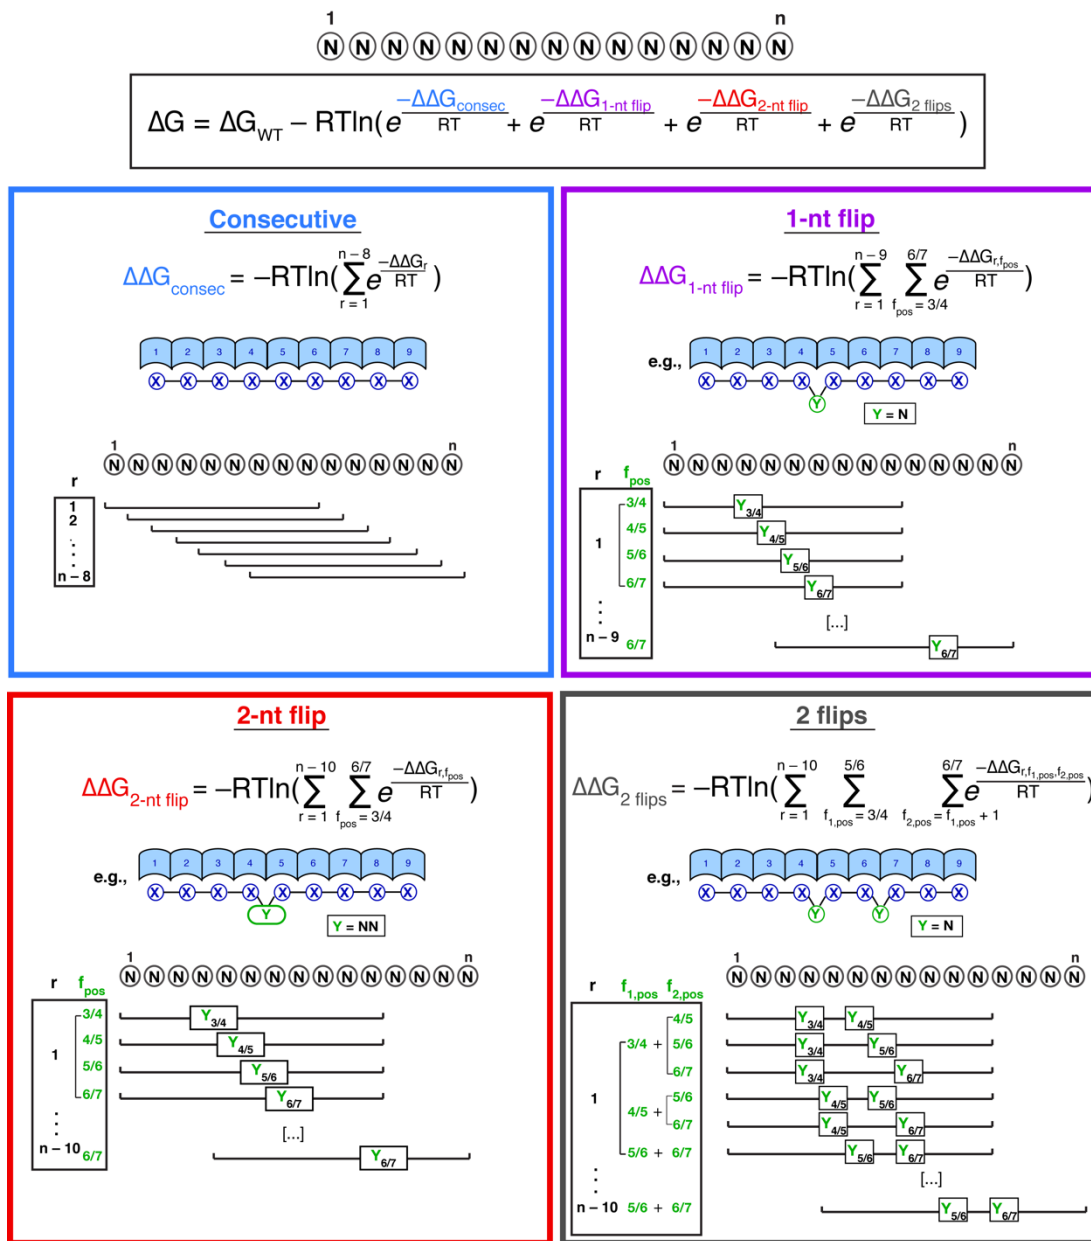 1 n
N N N N N N N N N N N N N N N
ΔG = ΔG_WT − RTln(e^(−ΔΔG_consec/RT) + e^(−ΔΔG_1-nt flip/RT) + e^(−ΔΔG_2-nt flip/RT) + e^(−ΔΔG_2 flips/RT))
Consecutive
ΔΔG_consec = −RTln(∑_(r = 1)^(n − 8) e^(−ΔΔG_r/RT))
1 2 3 4 5 6 7 8 9
X X X X X X X X X
1 n
N N N N N N N N N N N N N N N
r
1
2
n − 8
1-nt flip
ΔΔG_1-nt flip = −RTln(∑_(r = 1)^(n − 9) ∑_(f_pos = 3/4)^(6/7) e^(−ΔΔG_r,f_pos/RT))
e.g., 1 2 3 4 5 6 7 8 9
X X X X X X X X X
Y
Y = N
1 n
N N N N N N N N N N N N N N N
r f_pos
3/4 Y_3/4
4/5 Y_4/5
1
5/6 Y_5/6
6/7 Y_6/7
[...]
n − 9 6/7 Y_6/7
2-nt flip
ΔΔG_2-nt flip = −RTln(∑_(r = 1)^(n − 10) ∑_(f_pos = 3/4)^(6/7) e^(−ΔΔG_r,f_pos/RT))
1 2 3 4 5 6 7 8 9
e.g., X X X X X X X X X
Y
Y = NN
1 n
N N N N N N N N N N N N N N N
r f_pos
3/4 Y_3/4
4/5 Y_4/5
1
5/6 Y_5/6
6/7 Y_6/7
[...]
n − 10 6/7 Y_6/7
2 flips
ΔΔG_2 flips = −RTln(∑_(r = 1)^(n − 10) ∑_(f_1,pos = 3/4)^(5/6) ∑_(f_2,pos = f_1,pos + 1)^(6/7) e^(−ΔΔG_r,f_1,pos,f_2,pos/RT))
1 2 3 4 5 6 7 8 9
e.g., X X X X X X X X X
Y Y
Y = N
1 n
N N N N N N N N N N N N N N N
r f_1,pos f_2,pos
4/5 Y_3/4 Y_4/5
3/4 + 5/6 Y_3/4 Y_5/6
6/7 Y_3/4 Y_6/7
1
5/6 Y_4/5 Y_5/6
4/5 +
6/7 Y_4/5 Y_6/7
5/6 + 6/7 Y_5/6 Y_6/7
[...]
n − 10 5/6 + 6/7 Y_5/6 Y_6/7